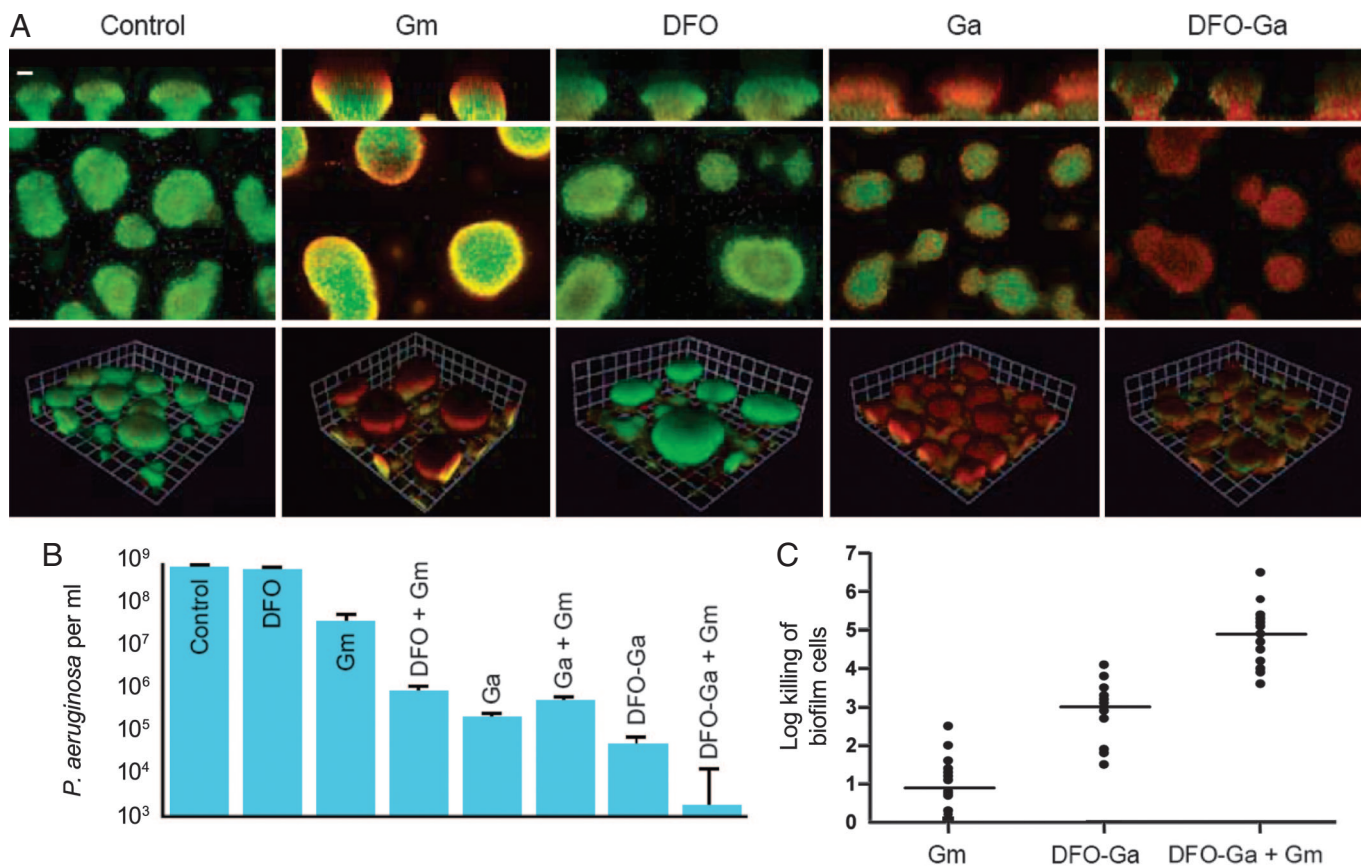 A
Control
Gm
DFO
Ga
DFO-Ga
B
P. aeruginosa per ml
10⁹
10⁸
10⁷
10⁶
10⁵
10⁴
10³
Control
DFO
Gm
DFO + Gm
Ga
Ga + Gm
DFO-Ga
DFO-Ga + Gm
C
Log killing of
biofilm cells
7
6
5
4
3
2
1
0
Gm
DFO-Ga
DFO-Ga + Gm